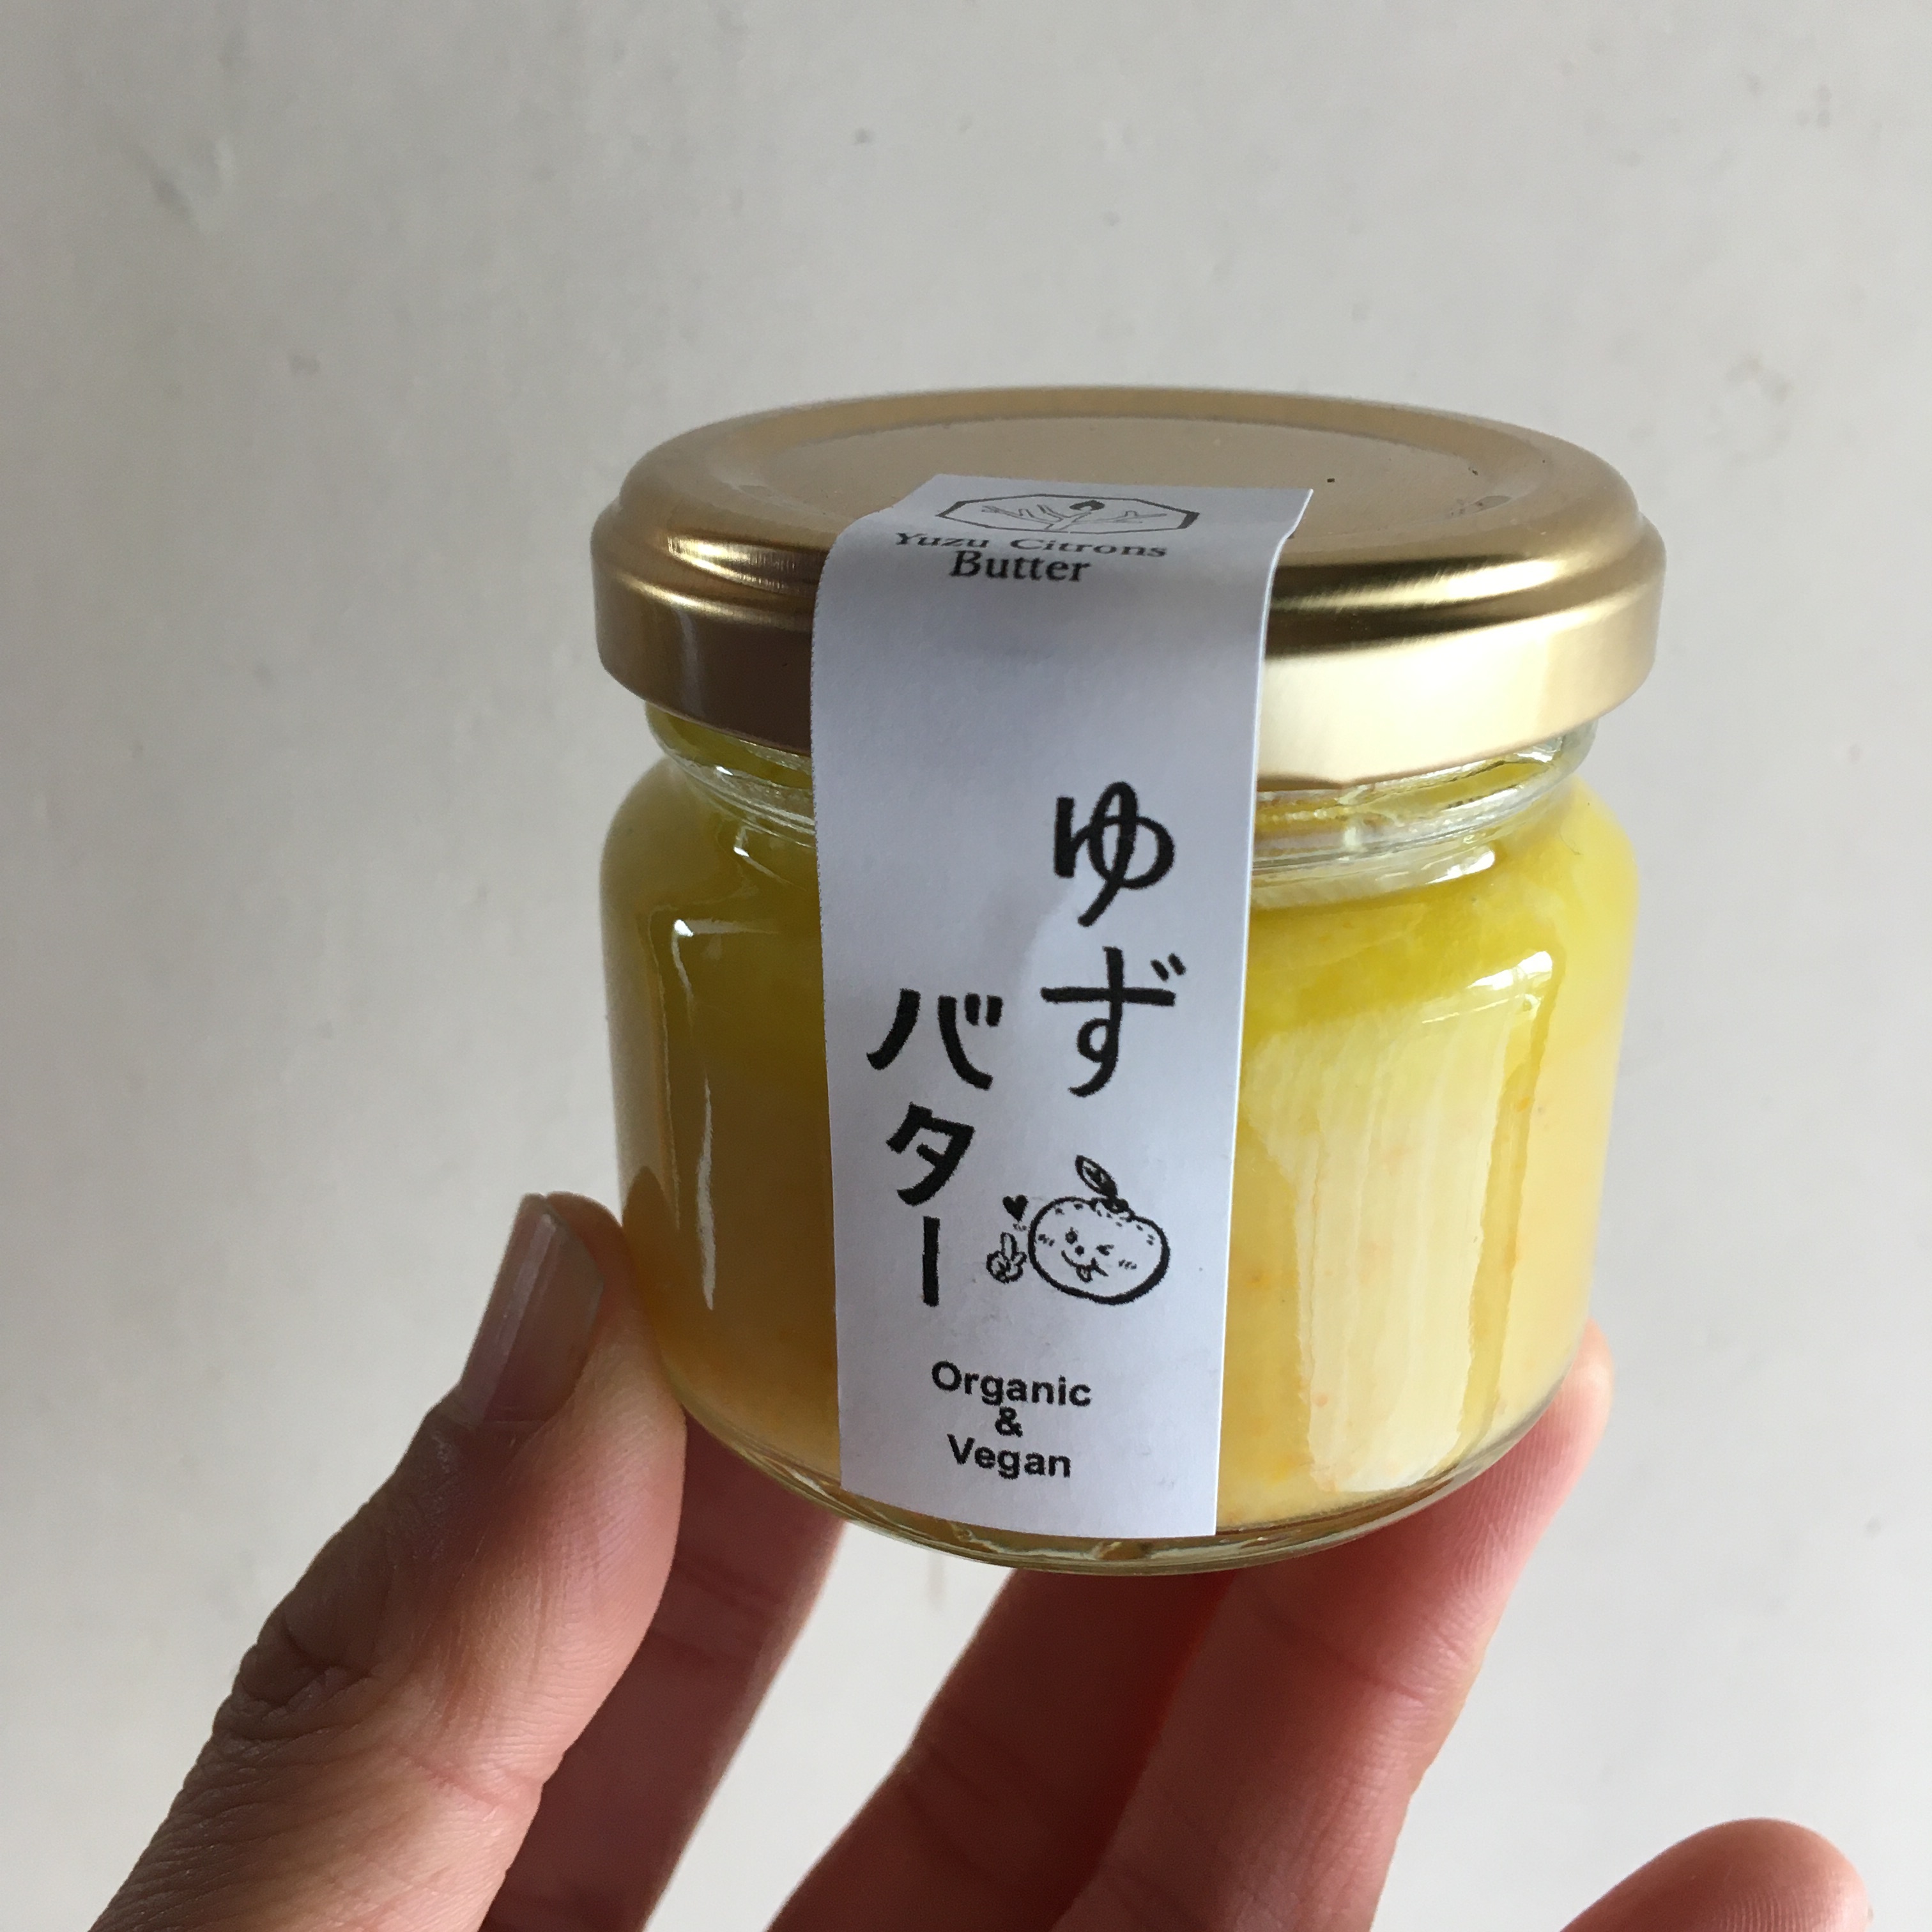 Yuzu Citrons
Butter
ゆず
バター
Organic
&
Vegan